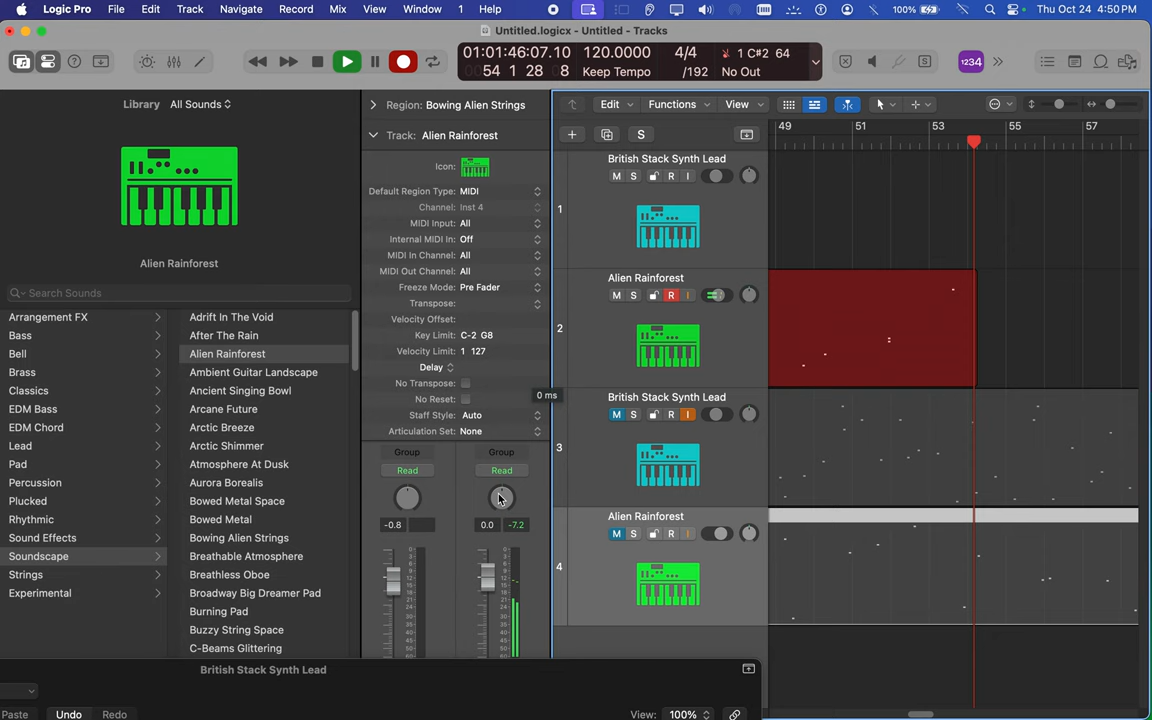 Logic Pro File Edit Track Navigate Record Mix View Window 1 Help 100% Thu Oct 24 4:50 PM
Untitled.logicx - Untitled - Tracks
01:01:46:07.10 120.0000 4/4 1 C#2 64
54 1 28 8 Keep Tempo /192 No Out
1234
Library All Sounds
Region: Bowing Alien Strings
Edit Functions View
49 51 53 55 57
Track: Alien Rainforest
S
Icon:
Default Region Type: MIDI
Channel: Inst 4
MIDI Input: All
Internal MIDI In: Off
MIDI In Channel: All
MIDI Out Channel: All
Freeze Mode: Pre Fader
Transpose:
Velocity Offset:
Key Limit: C-2 G8
Velocity Limit: 1 127
Delay
No Transpose:
No Reset:
0 ms
Staff Style: Auto
Articulation Set: None
Group Group
Read Read
-0.8 0.0 -7.2
Alien Rainforest
Search Sounds
Arrangement FX
Bass
Bell
Brass
Classics
EDM Bass
EDM Chord
Lead
Pad
Percussion
Plucked
Rhythmic
Sound Effects
Soundscape
Strings
Experimental
Adrift In The Void
After The Rain
Alien Rainforest
Ambient Guitar Landscape
Ancient Singing Bowl
Arcane Future
Arctic Breeze
Arctic Shimmer
Atmosphere At Dusk
Aurora Borealis
Bowed Metal Space
Bowed Metal
Bowing Alien Strings
Breathable Atmosphere
Breathless Oboe
Broadway Big Dreamer Pad
Burning Pad
Buzzy String Space
C-Beams Glittering
British Stack Synth Lead
M S R I
1
Alien Rainforest
M S R I
2
British Stack Synth Lead
M S R I
3
Alien Rainforest
M S R I
4
British Stack Synth Lead
Paste Undo Redo View: 100%